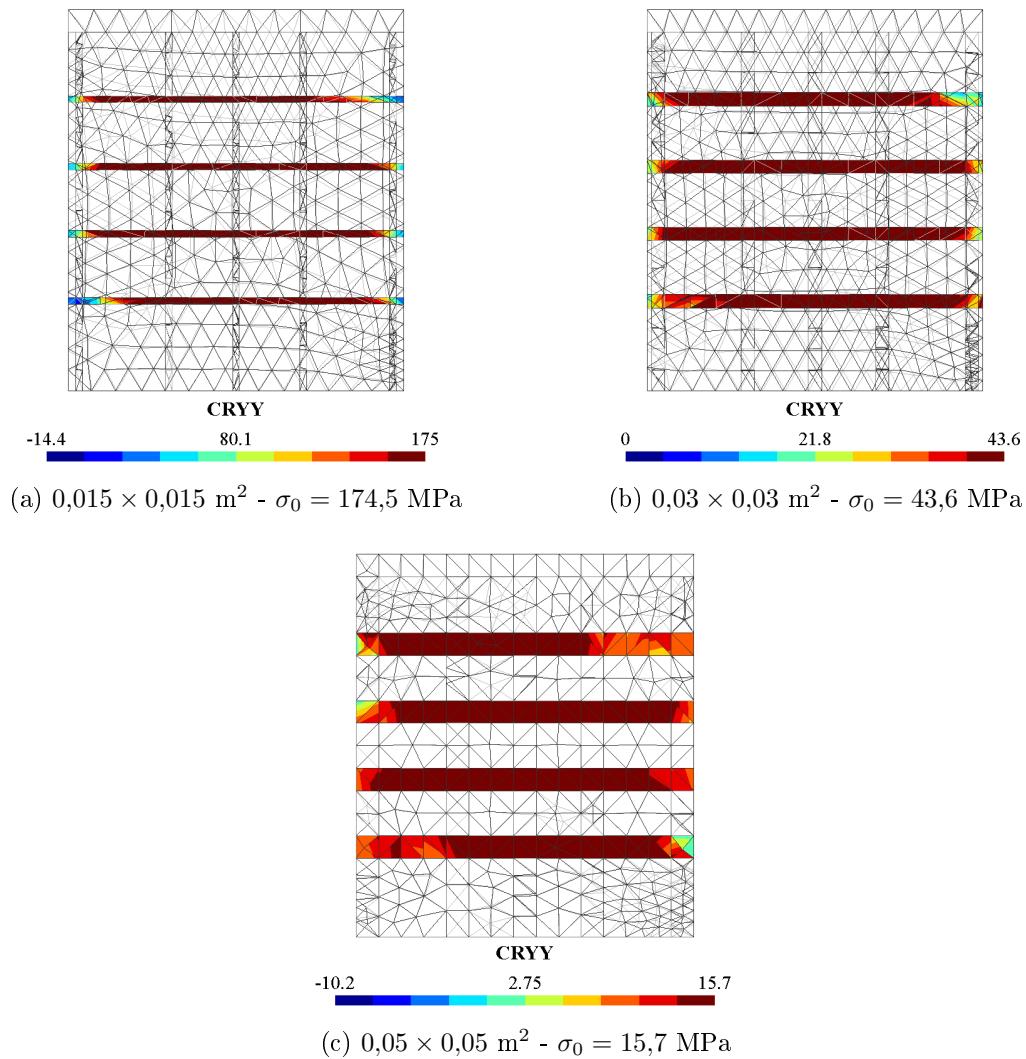 CRYY
-14.4 80.1 175
(a) 0,015 × 0,015 m² - σ₀ = 174,5 MPa
CRYY
0 21.8 43.6
(b) 0,03 × 0,03 m² - σ₀ = 43,6 MPa
CRYY
-10.2 2.75 15.7
(c) 0,05 × 0,05 m² - σ₀ = 15,7 MPa